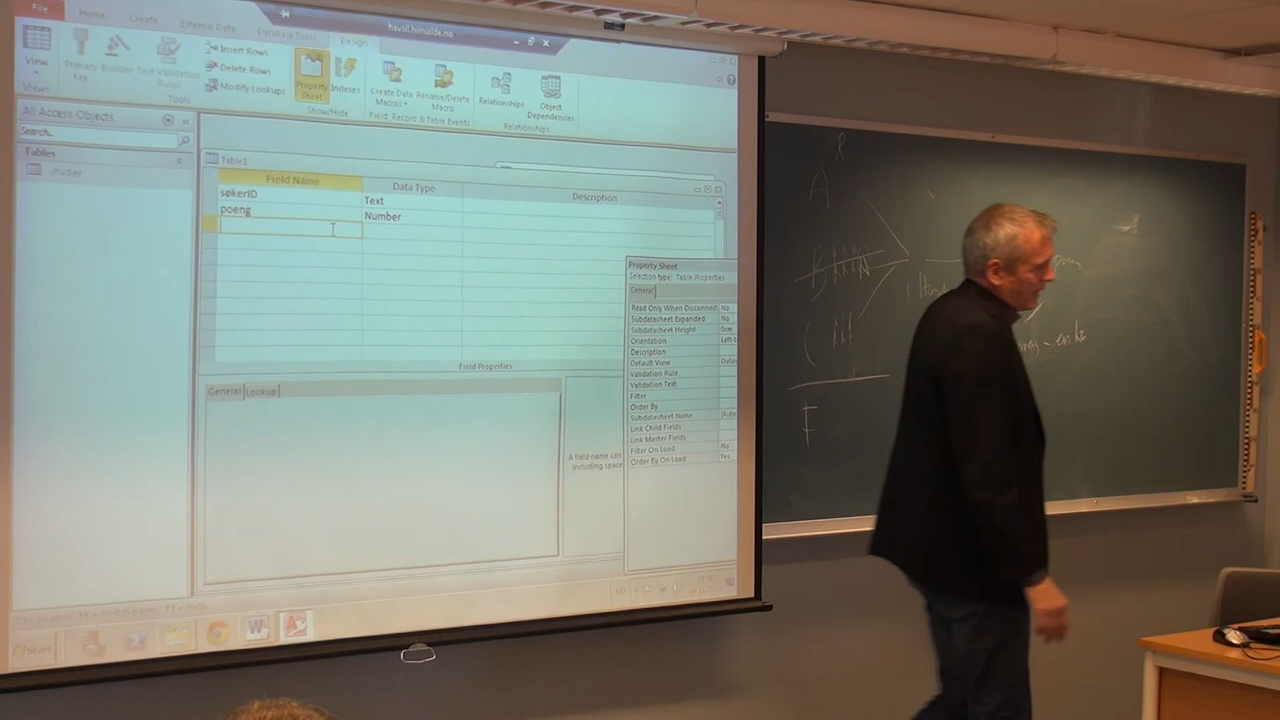 File Home Create External Data Database Tools Design
havsil.himolde.no
View
Primary Key
Builder
Test Validation Rules
Insert Rows
Delete Rows
Modify Lookups
Property Sheet
Indexes
Create Data Macros
Rename/Delete Macro
Relationships
Object Dependencies
Views
Tools
Show/Hide
Field, Record & Table Events
Relationships
All Access Objects
Search..
Tables
Table1
Field Name Data Type Description
søkerID Text
poeng Number
Field Properties
General Lookup
A field name can
including space
Property Sheet
Selection type: Table Properties
General
Read Only When Disconnect No
Subdatasheet Expanded No
Subdatasheet Height 0cm
Orientation
Description
Default View
Validation Rule
Validation Text
Filter
Order By
Subdatasheet Name
Link Child Fields
Link Master Fields
Filter On Load No
Order By On Load Yes
Start
R
A
B
(
F